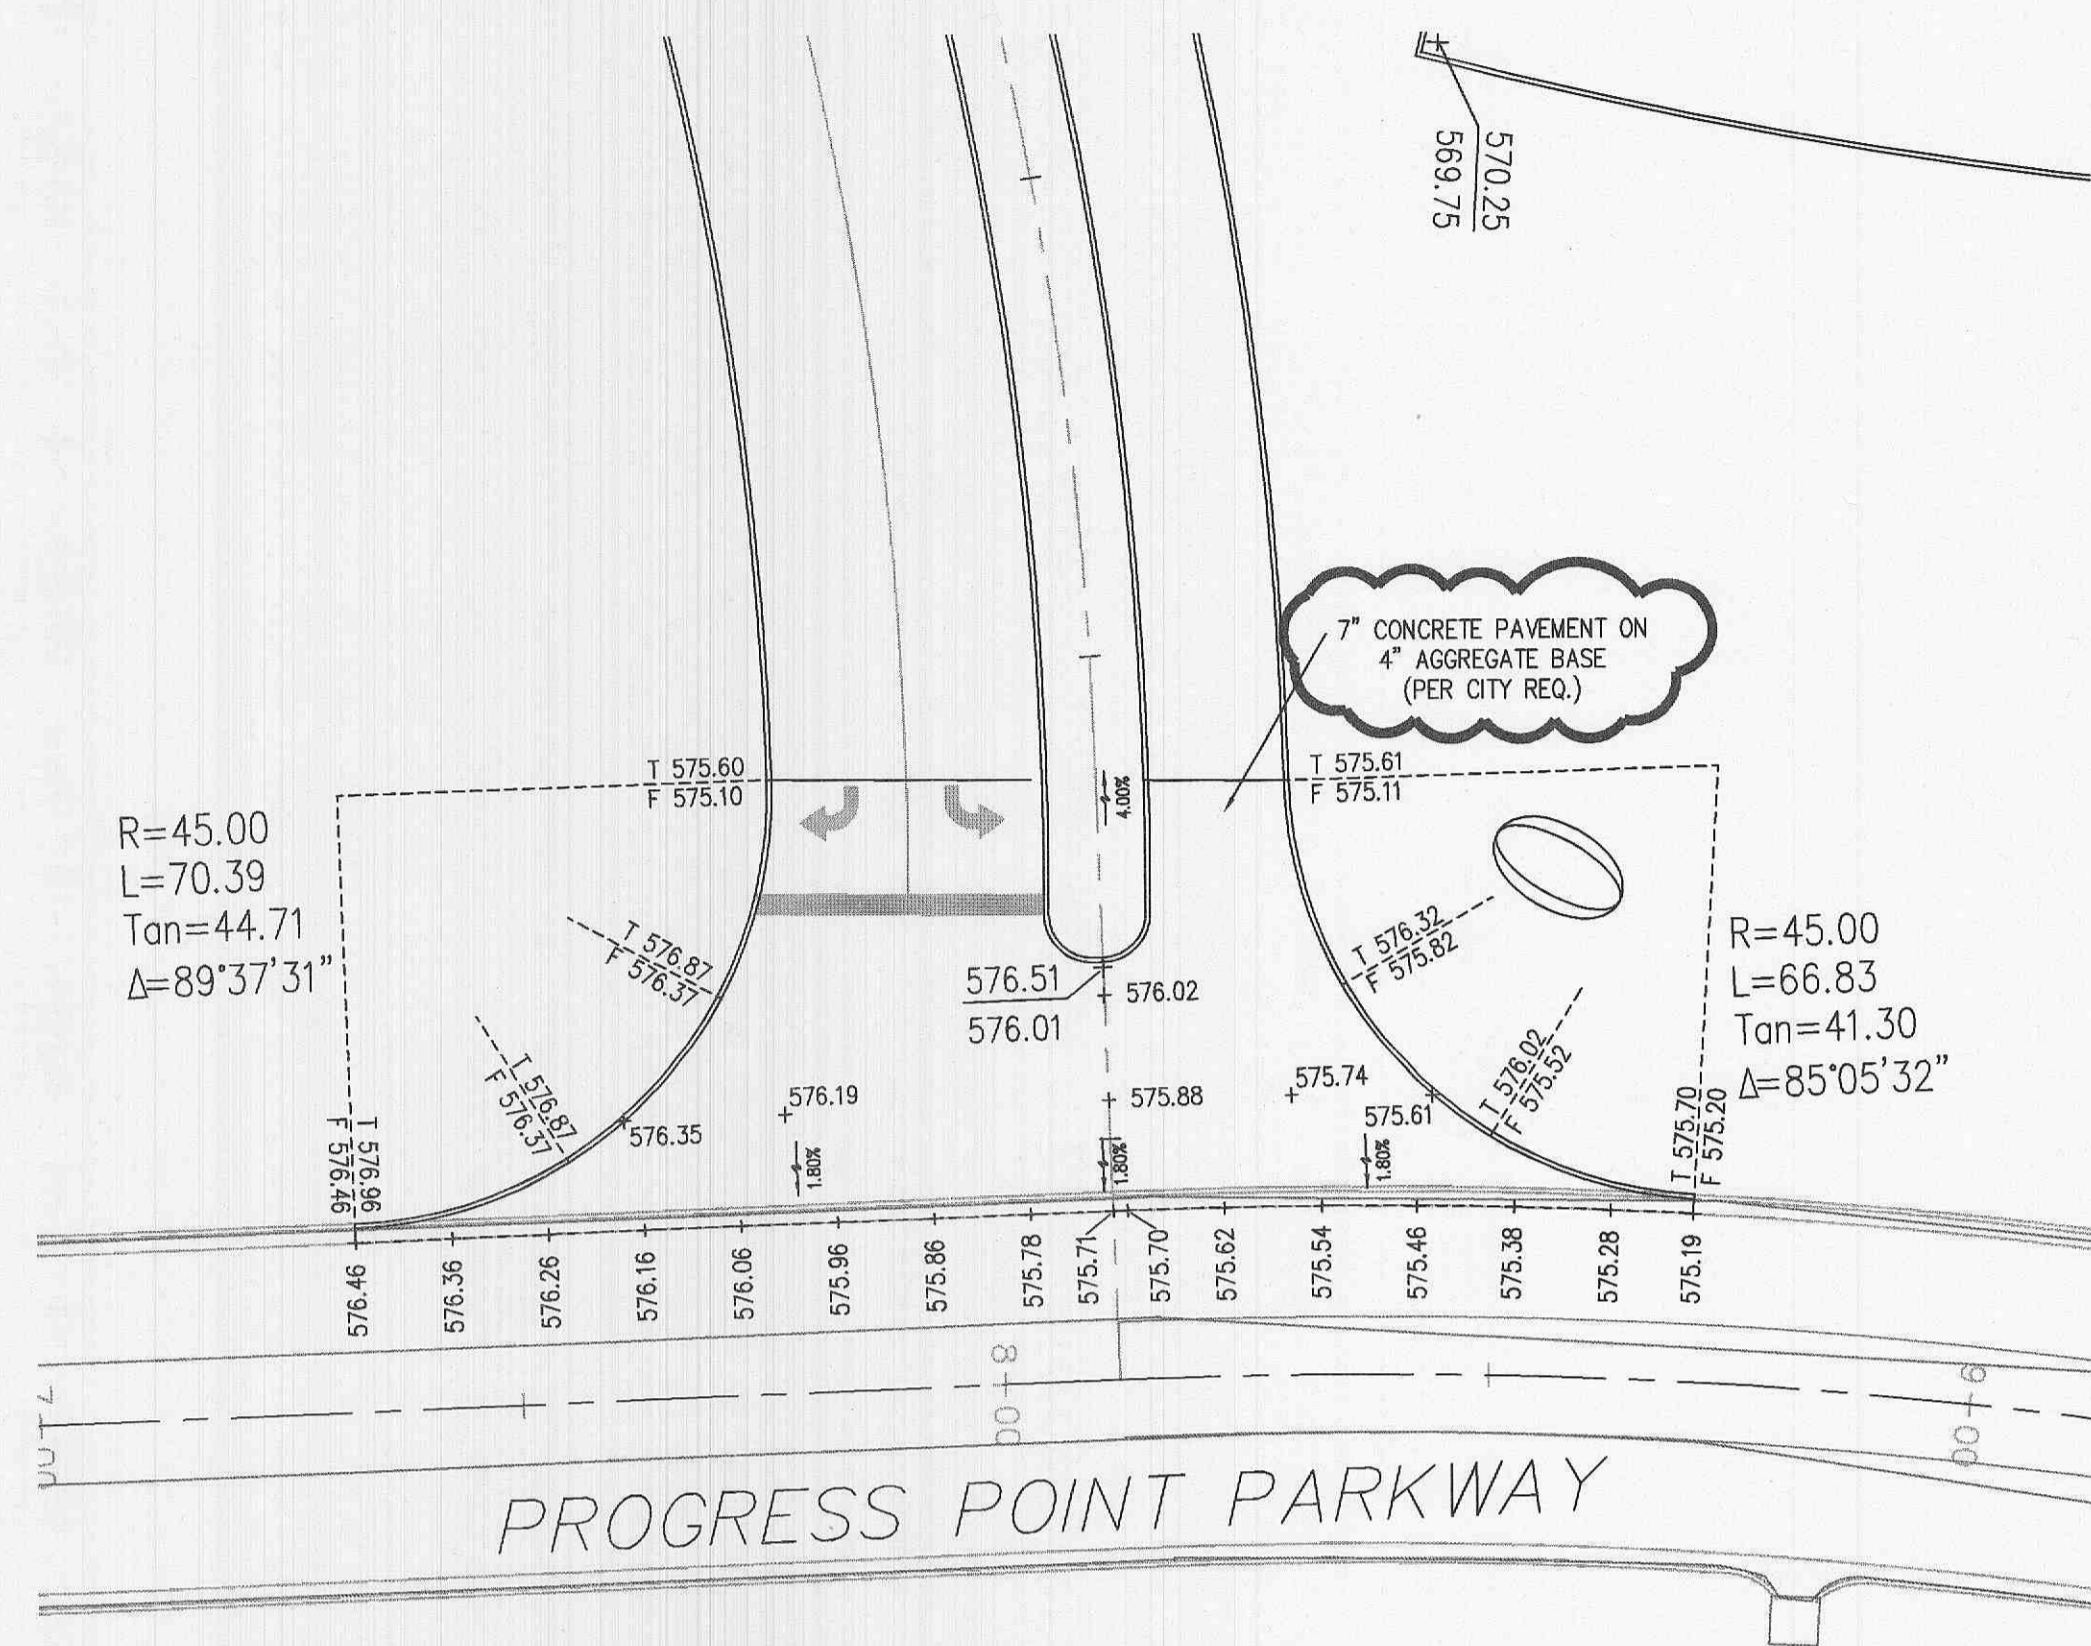 570.25
569.75
7" CONCRETE PAVEMENT ON
4" AGGREGATE BASE
(PER CITY REQ.)
T 575.60
F 575.10
T 575.61
F 575.11
4.00%
R=45.00
L=70.39
Tan=44.71
Δ=89°37'31"
T 576.87
F 576.37
T 576.87
F 576.37
T 576.96
F 576.46
576.51
576.01
576.02
T 576.32
F 575.82
T 576.02
F 575.52
R=45.00
L=66.83
Tan=41.30
Δ=85°05'32"
T 575.70
F 575.20
576.35
576.19
575.88
575.74
575.61
1.80%
1.80%
1.80%
576.46
576.36
576.26
576.16
576.06
575.96
575.86
575.78
575.71
575.70
575.62
575.54
575.46
575.38
575.28
575.19
7+00
8+00
9+00
PROGRESS POINT PARKWAY